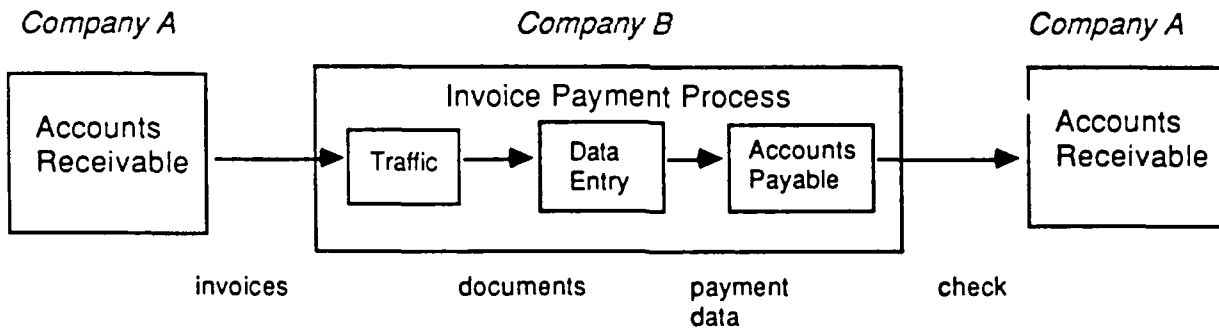 Company A
Company B
Company A
Invoice Payment Process
Accounts
Receivable
Traffic
Data
Entry
Accounts
Payable
Accounts
Receivable
invoices
documents
payment
data
check